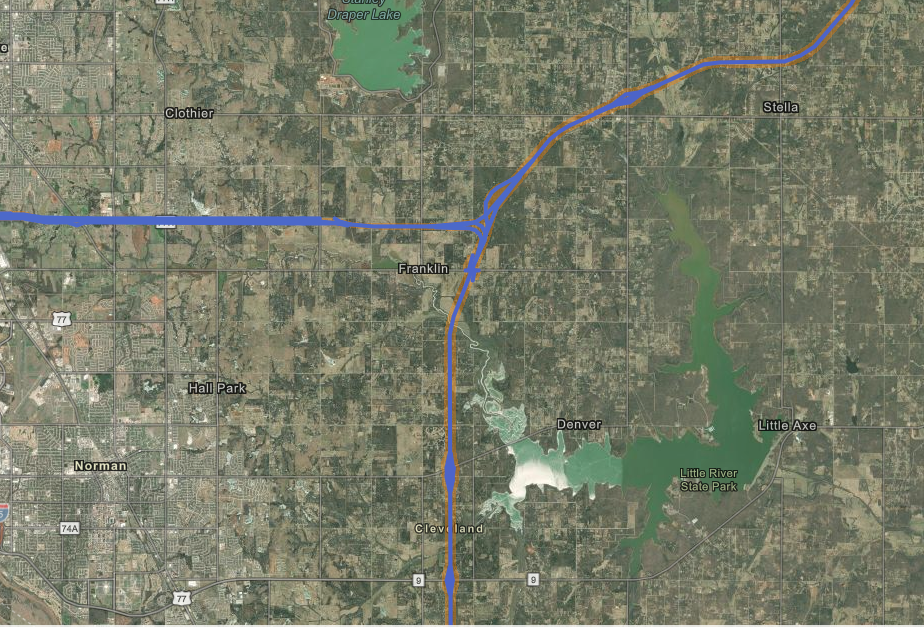 Stanley
Draper Lake
e
Clothier
Stella
Franklin
77
Hall Park
Denver
Little Axe
Norman
Little River
State Park
74A
Cleveland
9
9
77